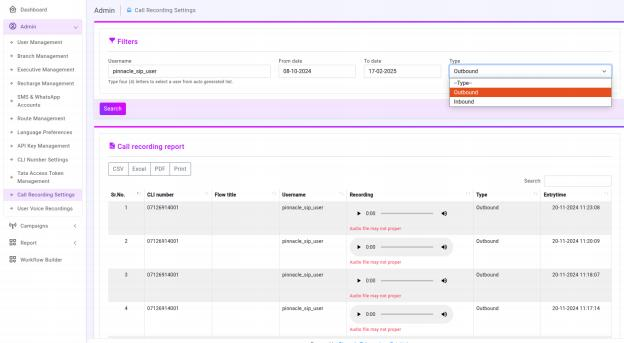 Dashboard
Admin
User Management
Branch Management
Executive Management
Recharge Management
SMS & WhatsApp
Accounts
Route Management
Language Preferences
API Key Management
CLI Number Settings
Tata Access Token
Management
Call Recording Settings
User Voice Recordings
Campaigns
Report
Workflow Builder
Admin Call Recording Settings
Filters
Username From date To date Type
pinnacle_sip_user 08-10-2024 17-02-2025 Outbound
Type four (4) letters to select a user from auto generated list.
--Type--
Outbound
Inbound
Search
Call recording report
CSV Excel PDF Print
Search
Sr.No. CLI number Flow title Username Recording Type Entrytime
1 07126914001 pinnacle_sip_user 0:00 Outbound 20-11-2024 11:23:08
Audio file may not proper
2 07126914001 pinnacle_sip_user 0:00 Outbound 20-11-2024 11:20:09
Audio file may not proper
3 07126914001 pinnacle_sip_user 0:00 Outbound 20-11-2024 11:18:07
Audio file may not proper
4 07126914001 pinnacle_sip_user 0:00 Outbound 20-11-2024 11:17:14
Audio file may not proper